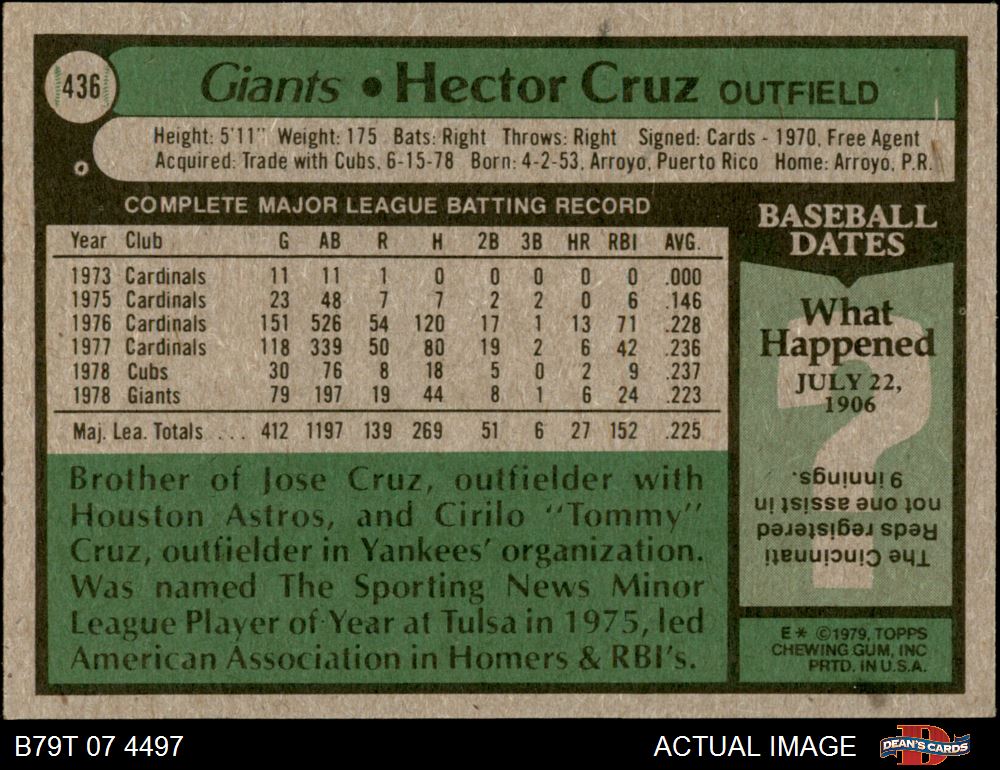 436
Giants • Hector Cruz OUTFIELD
Height: 5'11" Weight: 175 Bats: Right Throws: Right Signed: Cards - 1970, Free Agent
Acquired: Trade with Cubs, 6-15-78 Born: 4-2-53, Arroyo, Puerto Rico Home: Arroyo, P.R.
COMPLETE MAJOR LEAGUE BATTING RECORD
Year Club G AB R H 2B 3B HR RBI AVG.
1973 Cardinals 11 11 1 0 0 0 0 0 .000
1975 Cardinals 23 48 7 7 2 2 0 6 .146
1976 Cardinals 151 526 54 120 17 1 13 71 .228
1977 Cardinals 118 339 50 80 19 2 6 42 .236
1978 Cubs 30 76 8 18 5 0 2 9 .237
1978 Giants 79 197 19 44 8 1 6 24 .223
Maj. Lea. Totals ... 412 1197 139 269 51 6 27 152 .225
Brother of Jose Cruz, outfielder with
Houston Astros, and Cirilo "Tommy"
Cruz, outfielder in Yankees' organization.
Was named The Sporting News Minor
League Player of Year at Tulsa in 1975, led
American Association in Homers & RBI's.
BASEBALL
DATES
What
Happened
JULY 22,
1906
?
The Cincinnati
Reds registered
not one assist in
9 innings.
E* ©1979, TOPPS
CHEWING GUM, INC
PRTD. IN U.S.A.
B79T 07 4497
ACTUAL IMAGE
D
DEAN'S CARDS